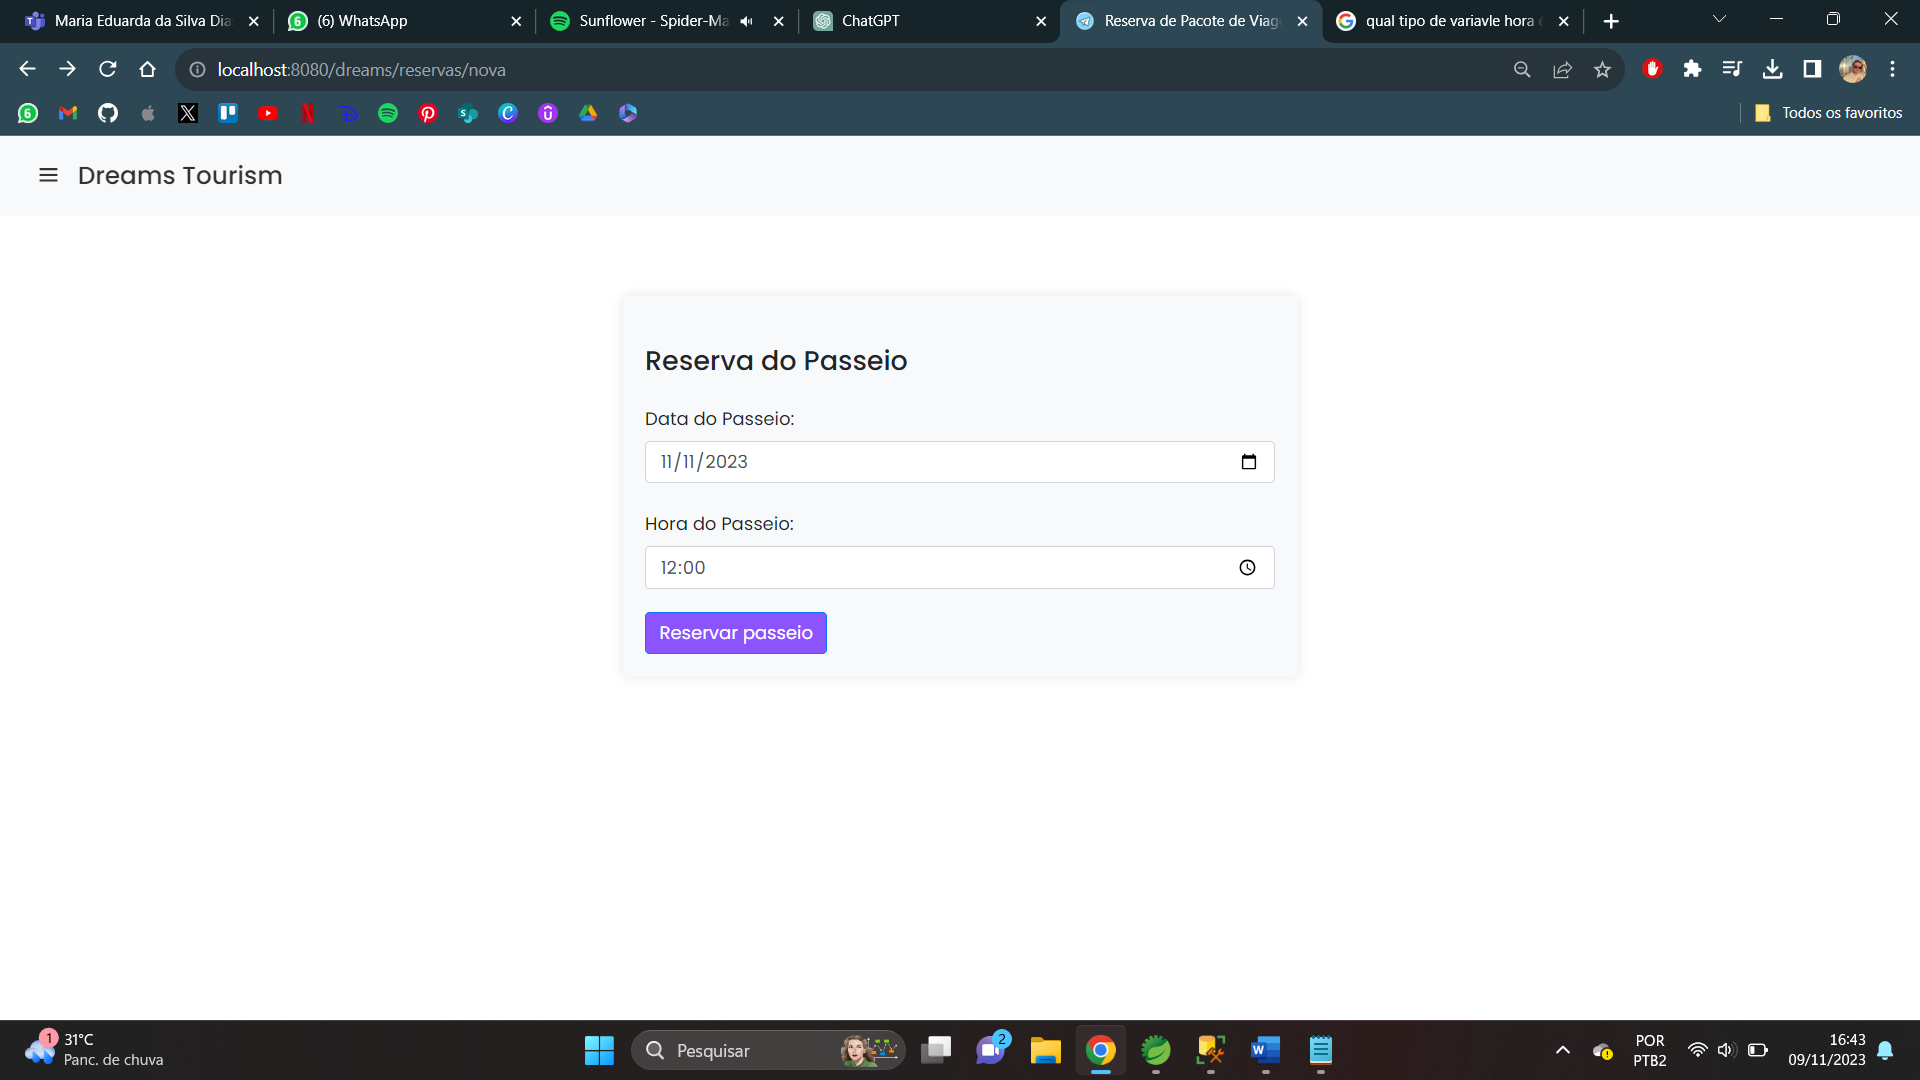 Maria Eduarda da Silva Dia
(6) WhatsApp
Sunflower - Spider-Ma
ChatGPT
Reserva de Pacote de Viag
qual tipo de variavle hora
localhost:8080/dreams/reservas/nova
Todos os favoritos
Dreams Tourism
Reserva do Passeio
Data do Passeio:
11/11/2023
Hora do Passeio:
12:00
Reservar passeio
1
31°C
Panc. de chuva
Pesquisar
2
POR
PTB2
16:43
09/11/2023